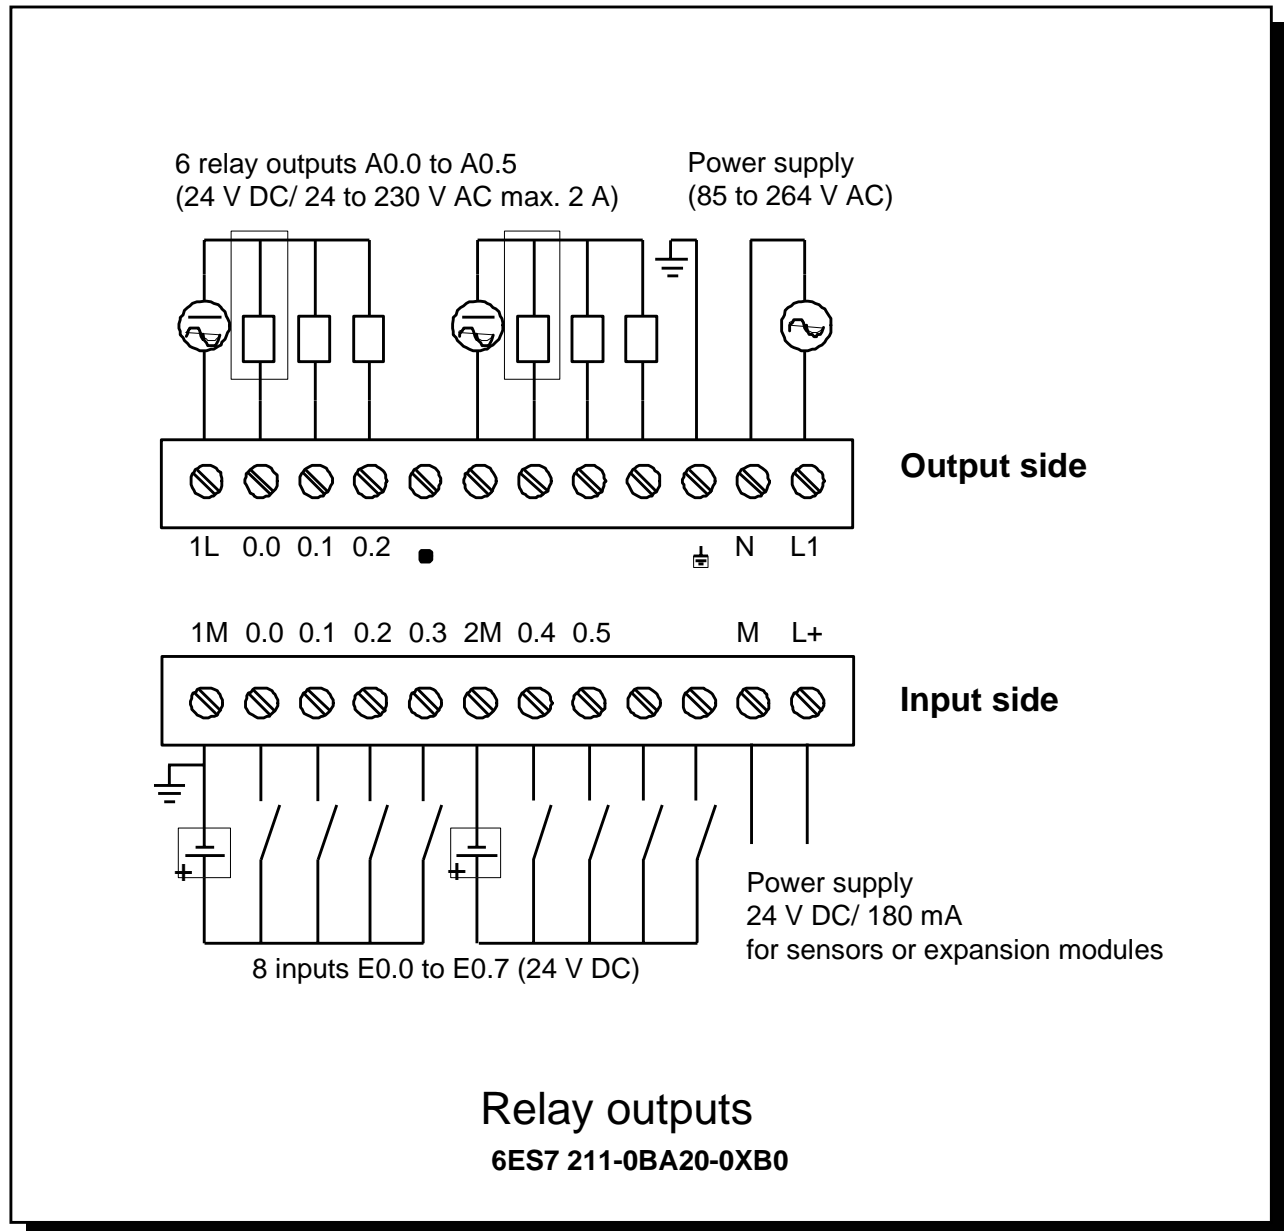 6 relay outputs A0.0 to A0.5
(24 V DC/ 24 to 230 V AC max. 2 A)
Power supply
(85 to 264 V AC)
Output side
1L 0.0 0.1 0.2 N L1
1M 0.0 0.1 0.2 0.3 2M 0.4 0.5 M L+
Input side
+ +
Power supply
24 V DC/ 180 mA
for sensors or expansion modules
8 inputs E0.0 to E0.7 (24 V DC)
Relay outputs
6ES7 211-0BA20-0XB0